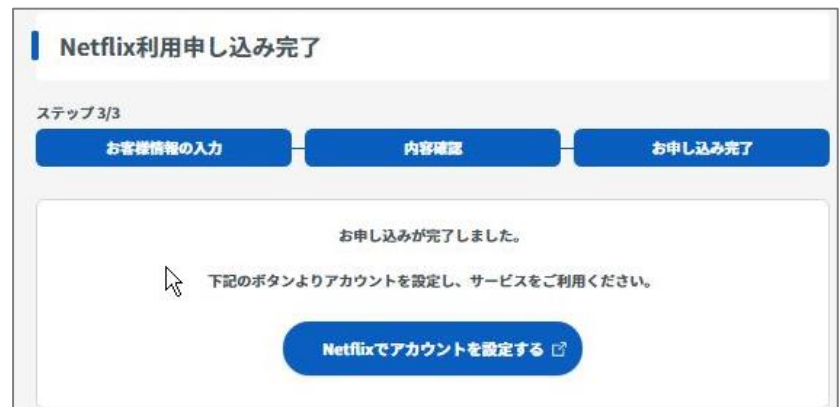 Netflix利用申し込み完了
ステップ 3/3
お客様情報の入力
内容確認
お申し込み完了
お申し込みが完了しました。
下記のボタンよりアカウントを設定し、サービスをご利用ください。
Netflixでアカウントを設定する